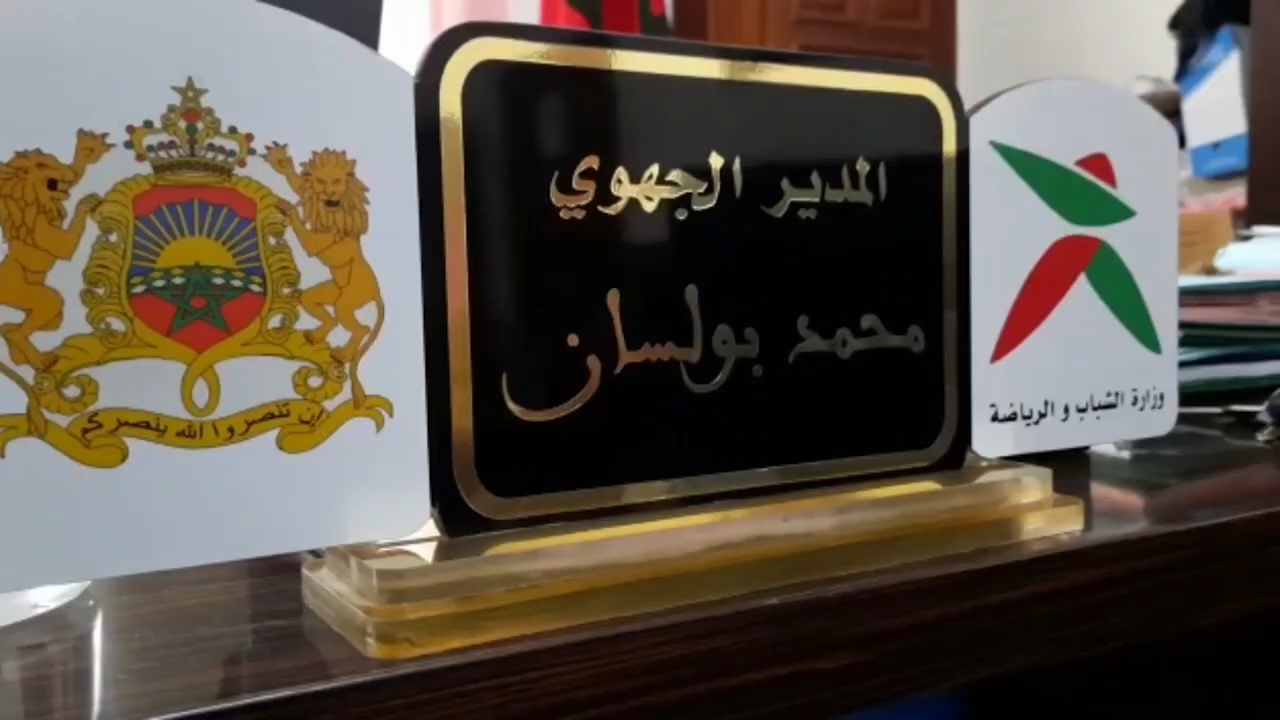 المدير الجهوي
محمد بولسان
إن تنصروا الله ينصركم
وزارة الشباب و الرياضة